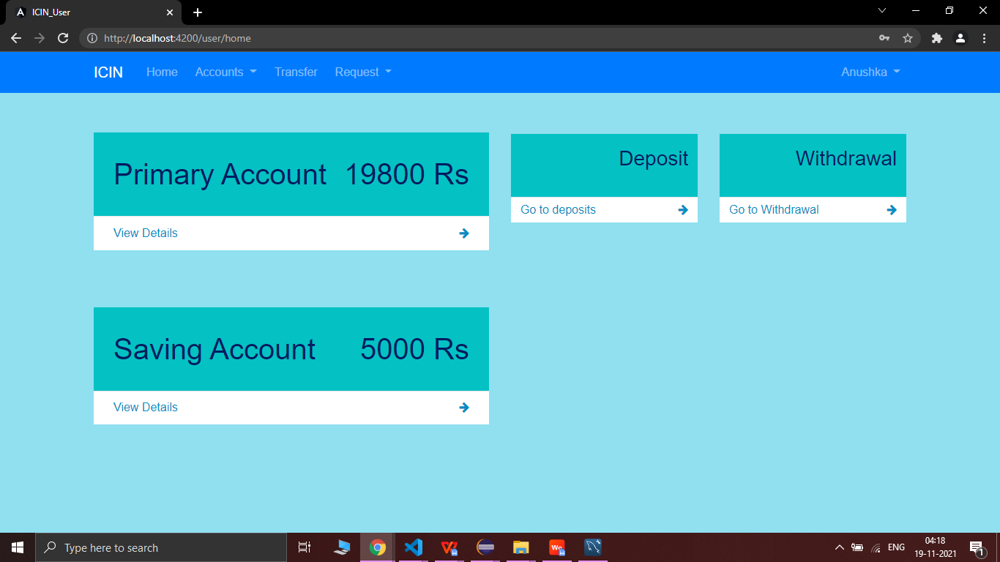 ICIN_User
http://localhost:4200/user/home
ICIN Home Accounts Transfer Request Anushka
Primary Account 19800 Rs
View Details
Deposit
Go to deposits
Withdrawal
Go to Withdrawal
Saving Account 5000 Rs
View Details
Type here to search
ENG
04:18
19-11-2021
1